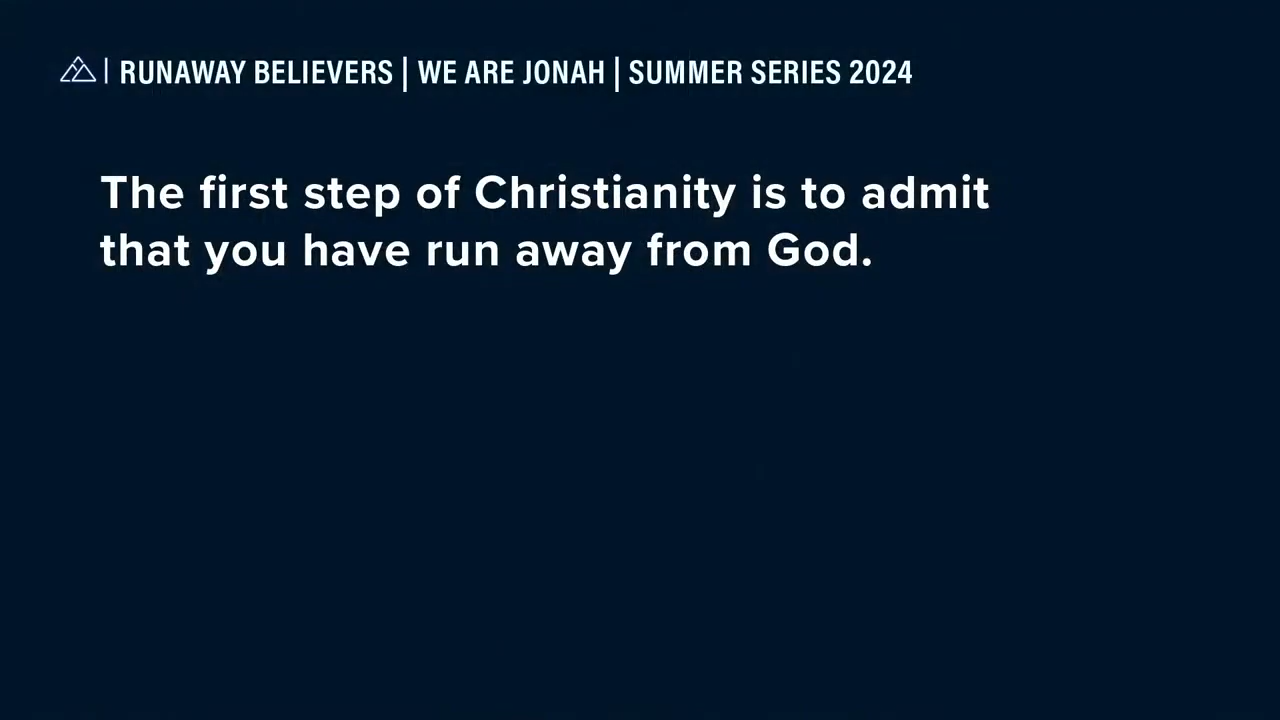 | RUNAWAY BELIEVERS | WE ARE JONAH | SUMMER SERIES 2024
The first step of Christianity is to admit
that you have run away from God.